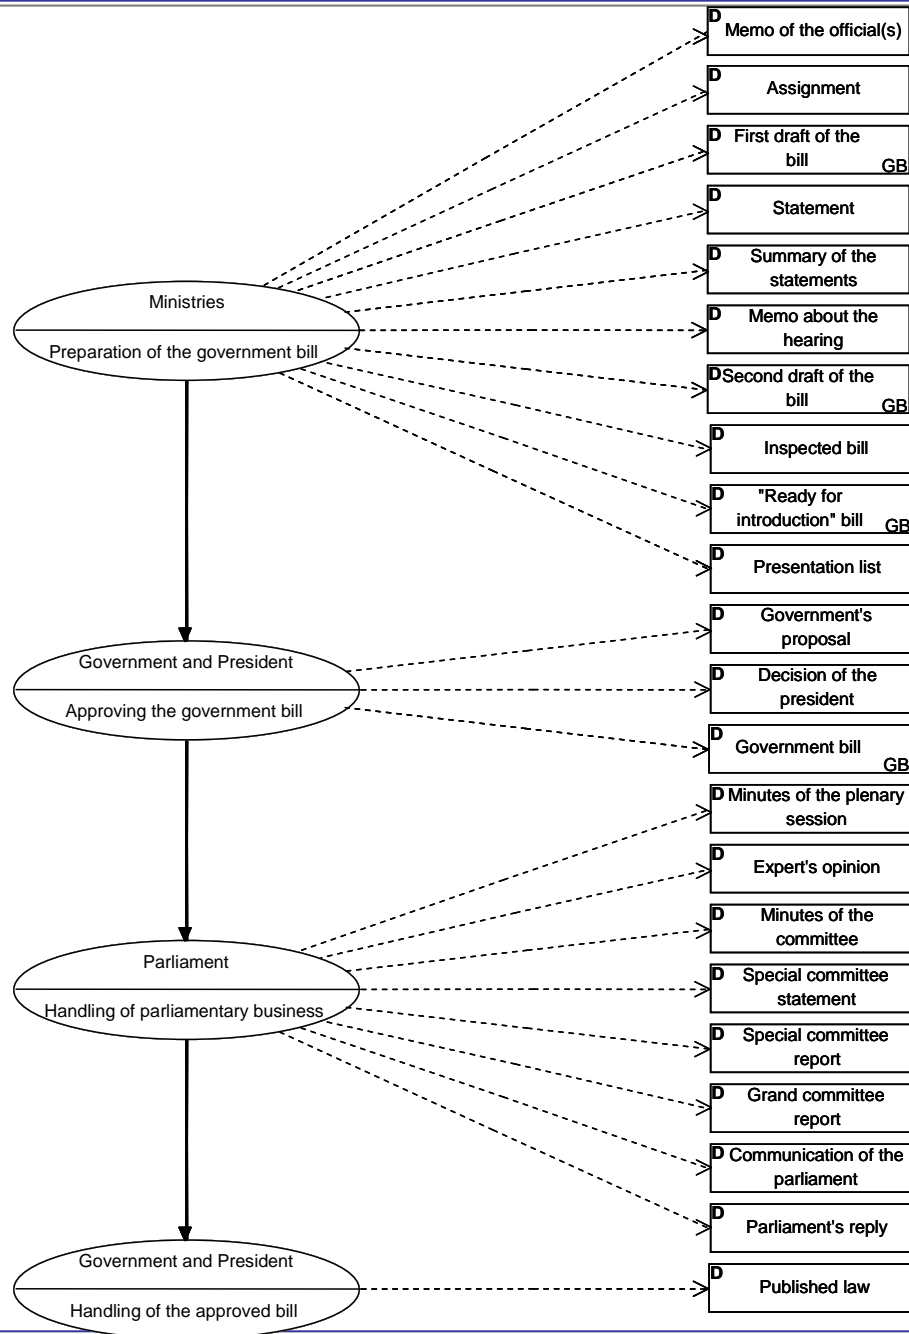 D
Memo of the official(s)
D
Assignment
D
First draft of the
bill
GB
D
Statement
D
Summary of the
statements
Ministries
Preparation of the government bill
D
Memo about the
hearing
D
Second draft of the
bill
GB
D
Inspected bill
D
"Ready for
introduction" bill
GB
D
Presentation list
Government and President
Approving the government bill
D
Government's
proposal
D
Decision of the
president
D
Government bill
GB
D
Minutes of the plenary
session
D
Expert's opinion
Parliament
Handling of parliamentary business
D
Minutes of the
committee
D
Special committee
statement
D
Special committee
report
D
Grand committee
report
D
Communication of the
parliament
D
Parliament's reply
Government and President
Handling of the approved bill
D
Published law